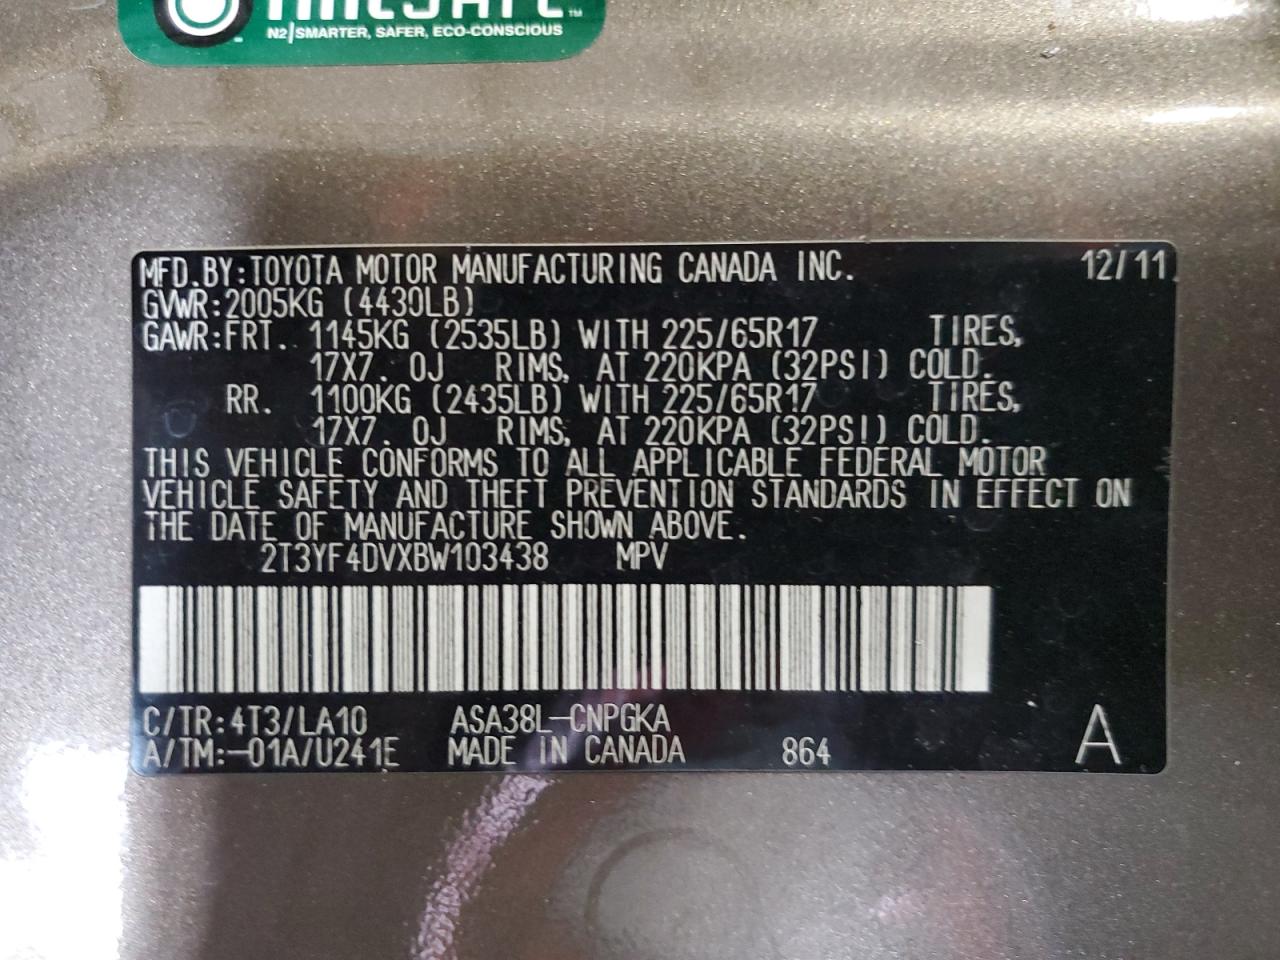 N2|SMARTER, SAFER, ECO-CONSCIOUS
MFD.BY:TOYOTA MOTOR MANUFACTURING CANADA INC. 12/11
GVWR:2005KG (4430LB)
GAWR:FRT. 1145KG (2535LB) WITH 225/65R17 TIRES,
17X7.0J RIMS, AT 220KPA (32PSI) COLD.
RR. 1100KG (2435LB) WITH 225/65R17 TIRES,
17X7.0J RIMS, AT 220KPA (32PSI) COLD.
THIS VEHICLE CONFORMS TO ALL APPLICABLE FEDERAL MOTOR
VEHICLE SAFETY AND THEFT PREVENTION STANDARDS IN EFFECT ON
THE DATE OF MANUFACTURE SHOWN ABOVE.
2T3YF4DVXBW103438 MPV
C/TR:4T3/LA10 ASA38L-CNPGKA
A/TM:-01A/U241E MADE IN CANADA 864 A